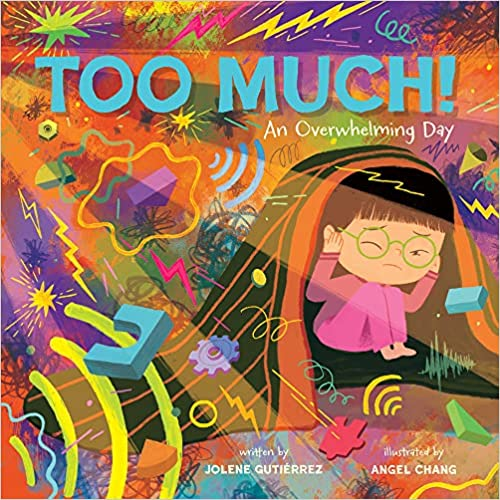 TOO MUCH!
An Overwhelming Day
written by
JOLENE GUTIÉRREZ
illustrated by
ANGEL CHANG